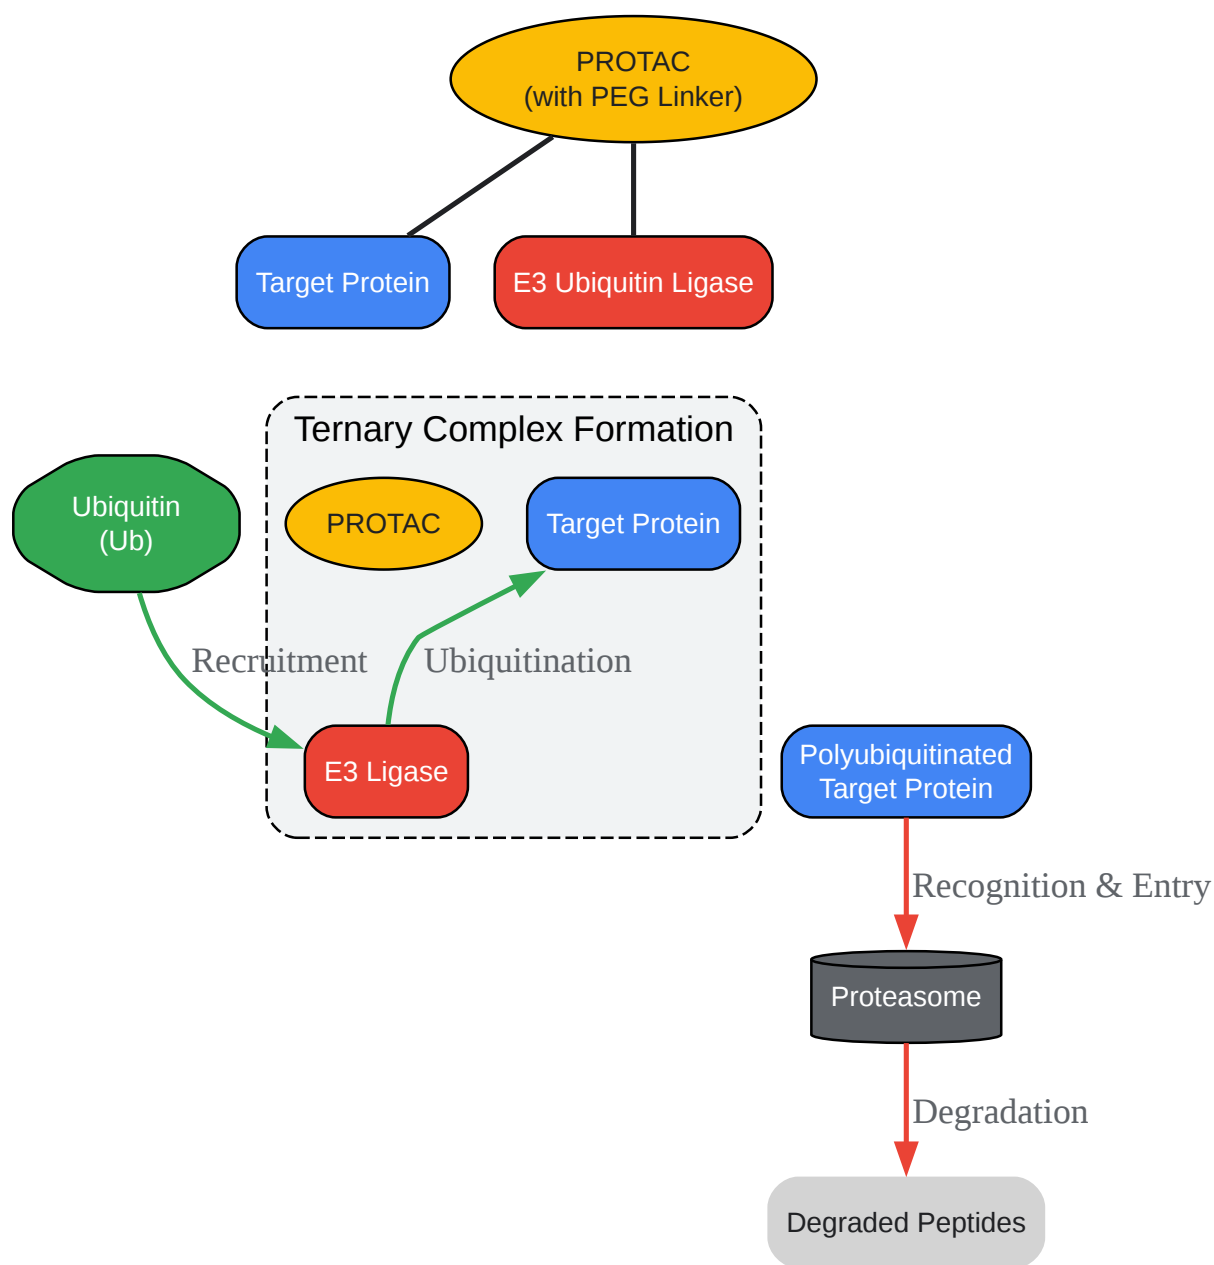 PROTAC
(with PEG Linker)
Target Protein
E3 Ubiquitin Ligase
Ternary Complex Formation
Ubiquitin
(Ub)
PROTAC
Target Protein
Recruitment
Ubiquitination
E3 Ligase
Polyubiquitinated
Target Protein
Recognition & Entry
Proteasome
Degradation
Degraded Peptides